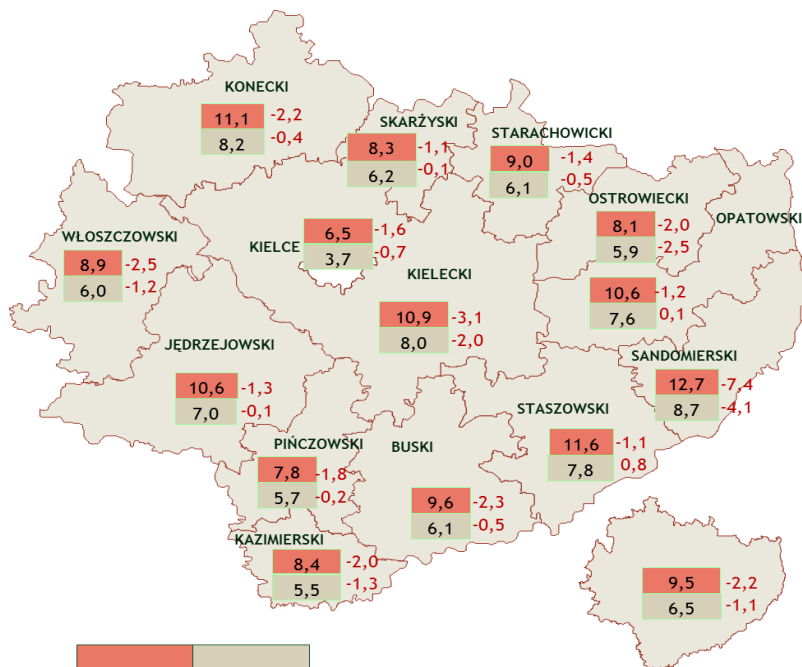 KONECKI
11,1 -2,2
8,2 -0,4
SKARŻYSKI
8,3 -1,1
6,2 -0,1
STARACHOWICKI
9,0 -1,4
6,1 -0,5
OSTROWIECKI
8,1 -2,0
5,9 -2,5
OPATOWSKI
10,6 -1,2
7,6 0,1
WŁOSZCZOWSKI
8,9 -2,5
6,0 -1,2
KIELCE
6,5 -1,6
3,7 -0,7
KIELECKI
10,9 -3,1
8,0 -2,0
JĘDRZEJOWSKI
10,6 -1,3
7,0 -0,1
SANDOMIERSKI
12,7 -7,4
8,7 -4,1
STASZOWSKI
11,6 -1,1
7,8 0,8
PIŃCZOWSKI
7,8 -1,8
5,7 -0,2
BUSKI
9,6 -2,3
6,1 -0,5
KAZIMIERSKI
8,4 -2,0
5,5 -1,3
9,5 -2,2
6,5 -1,1